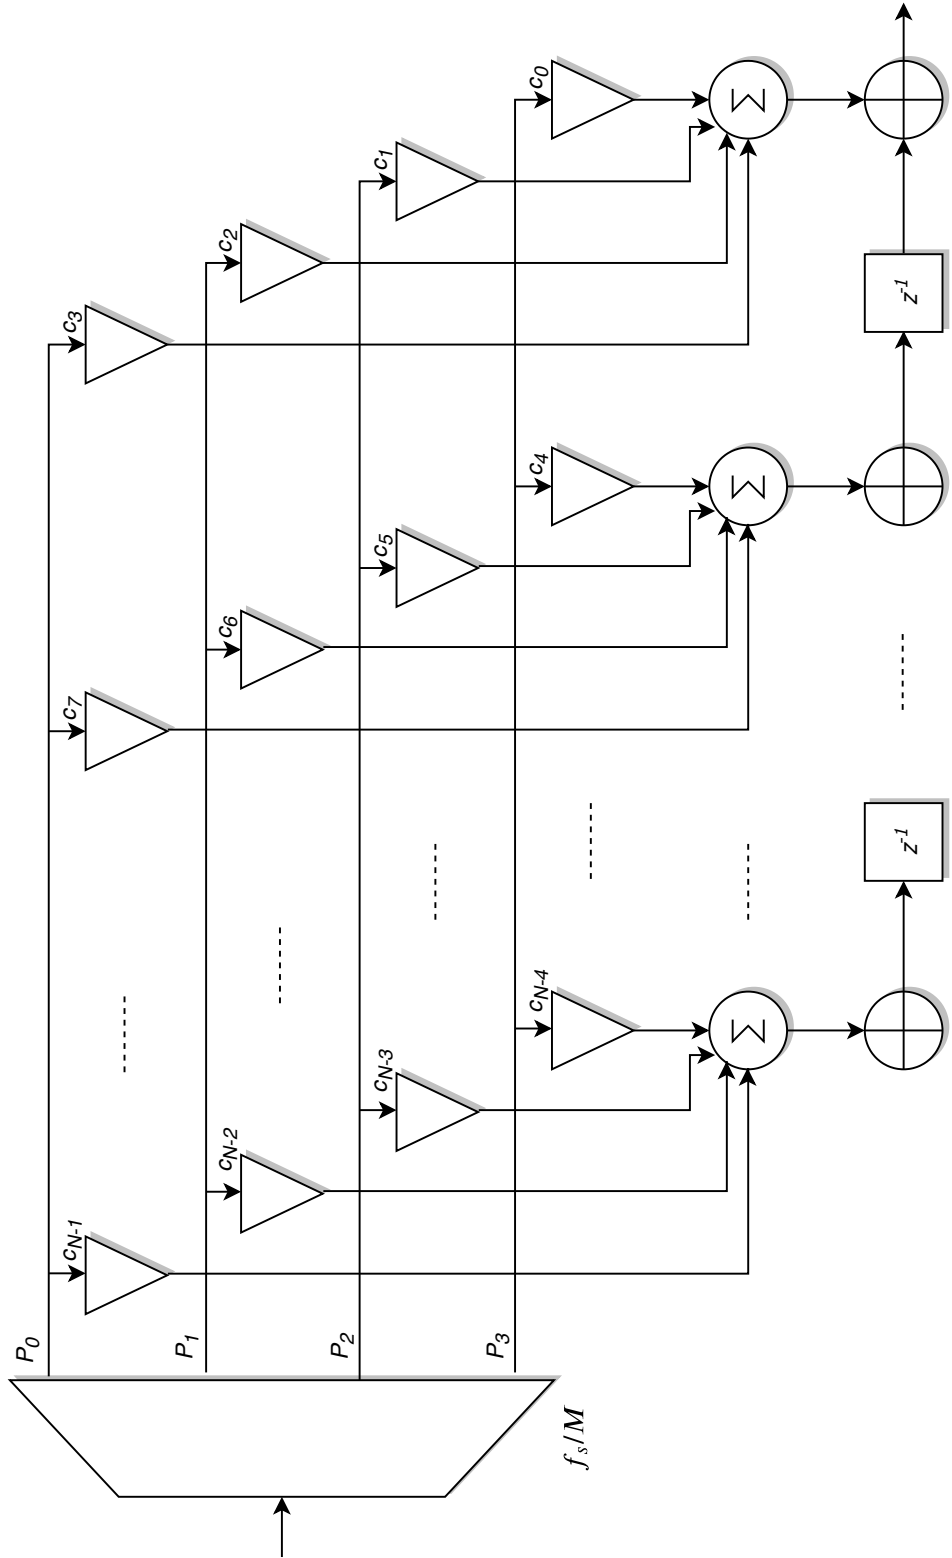 P0
cN-1
c7
c3
P1
cN-2
c6
c2
P2
cN-3
c5
c1
P3
cN-4
c4
c0
fs/M
Σ
Σ
Σ
z-1
z-1